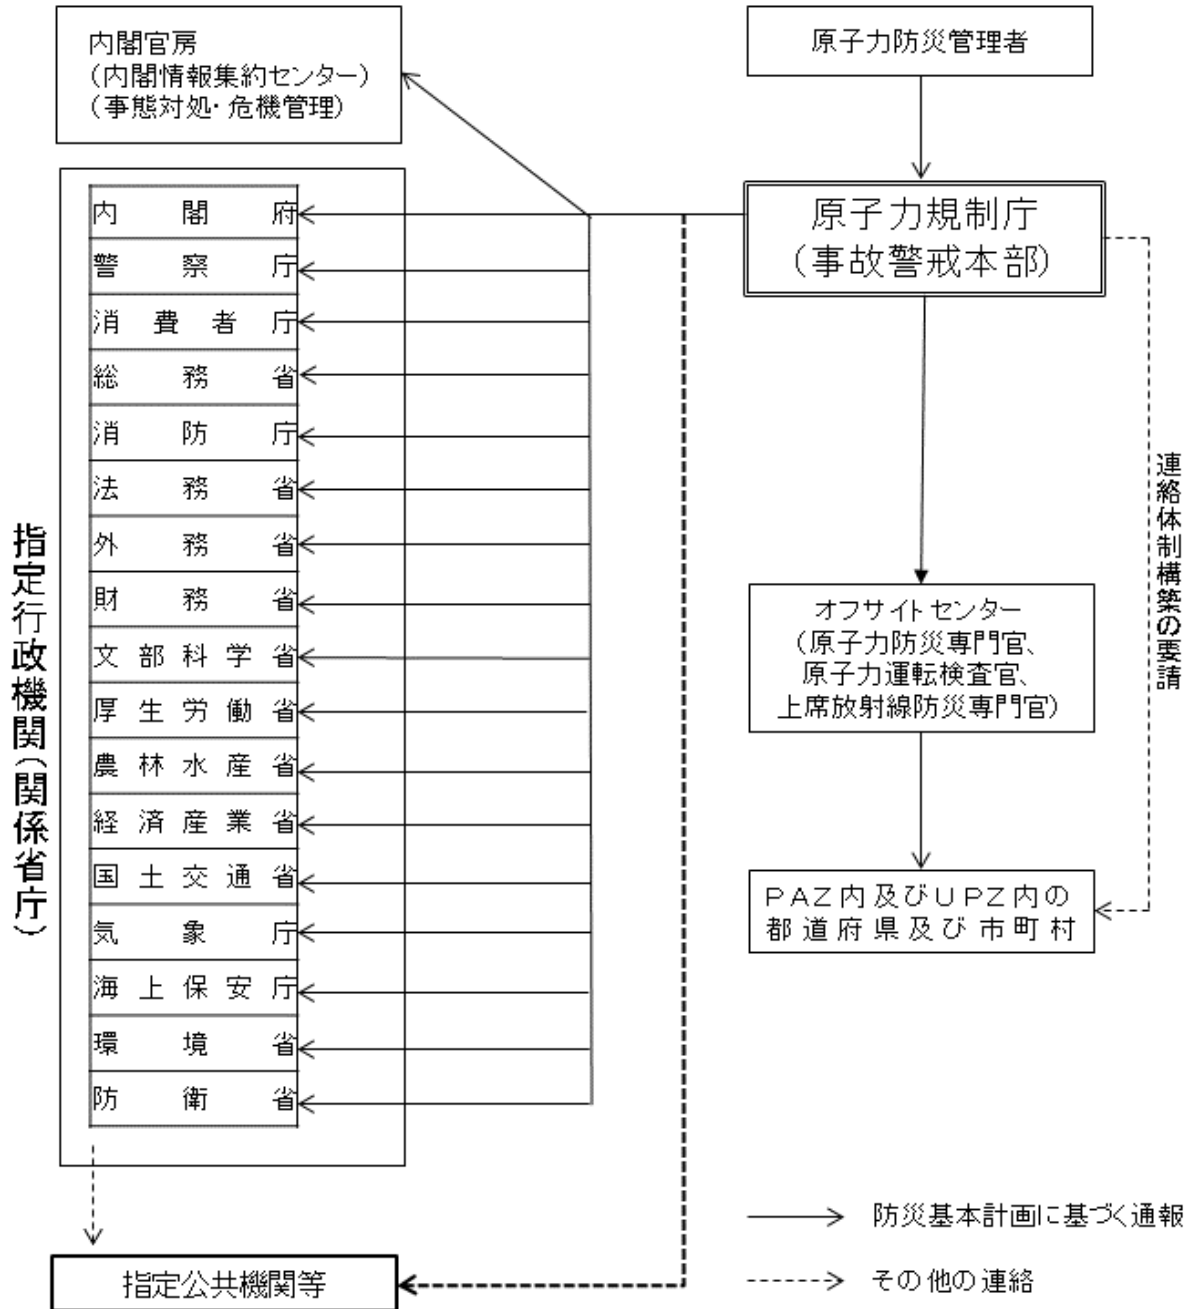 内閣官房
(内閣情報集約センター)
(事態対処・危機管理)
原子力防災管理者
原子力規制庁
(事故警戒本部)
指定行政機関(関係省庁)
内閣府
警察庁
消費者庁
総務省
消防庁
法務省
外務省
財務省
文部科学省
厚生労働省
農林水産省
経済産業省
国土交通省
気象庁
海上保安庁
環境省
防衛省
連絡体制構築の要請
オフサイトセンター
(原子力防災専門官、
原子力運転検査官、
上席放射線防災専門官)
PAZ内及びUPZ内の
都道府県及び市町村
指定公共機関等
防災基本計画に基づく通報
その他の連絡